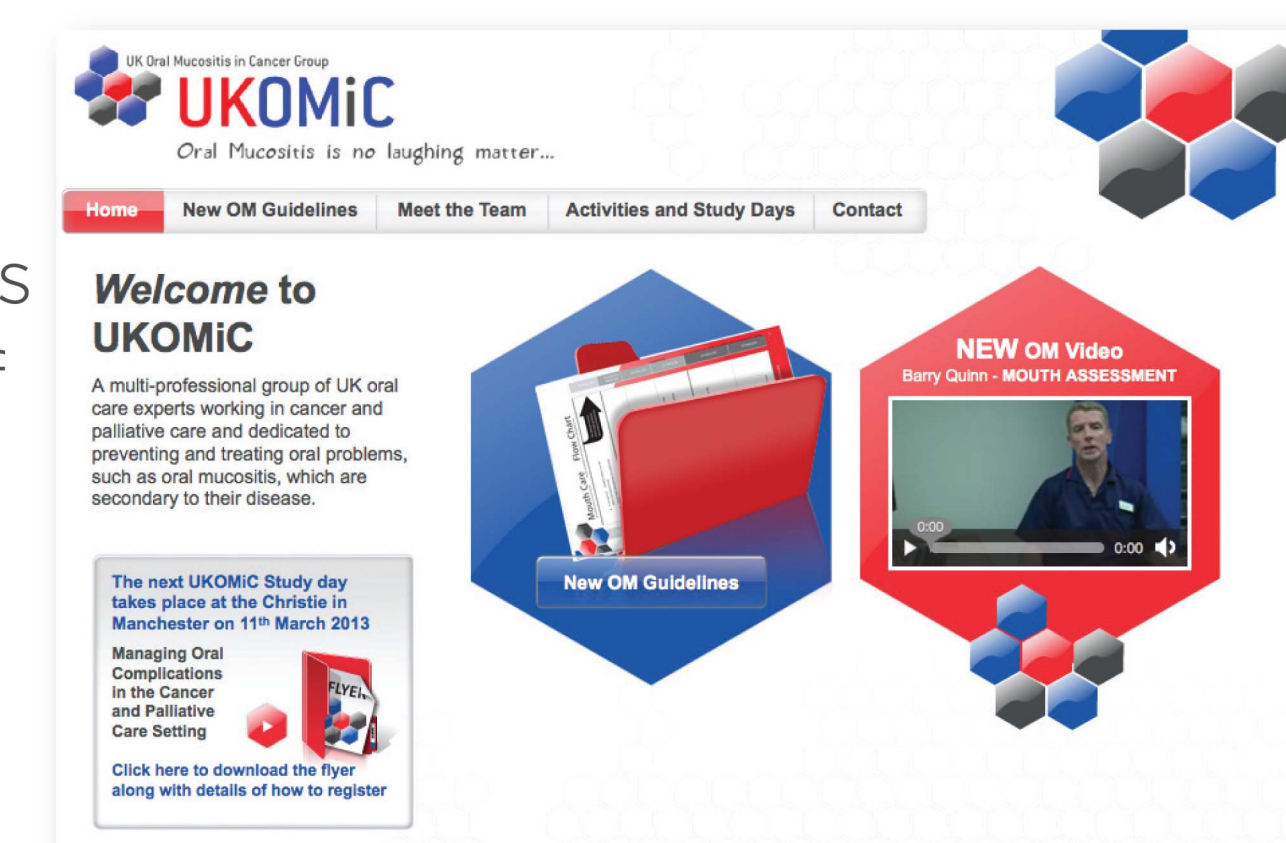 UK Oral Mucositis in Cancer Group
UKOMiC
Oral Mucositis is no laughing matter...
Home
New OM Guidelines
Meet the Team
Activities and Study Days
Contact
S
Welcome to
UKOMiC
A multi-professional group of UK oral
care experts working in cancer and
palliative care and dedicated to
preventing and treating oral problems,
such as oral mucositis, which are
secondary to their disease.
The next UKOMiC Study day
takes place at the Christie in
Manchester on 11th March 2013
Managing Oral
Complications
in the Cancer
and Palliative
Care Setting
FLYER
Click here to download the flyer
along with details of how to register
Mouth Care Flow Chart
New OM Guidelines
NEW OM Video
Barry Quinn - MOUTH ASSESSMENT
0:00
0:00